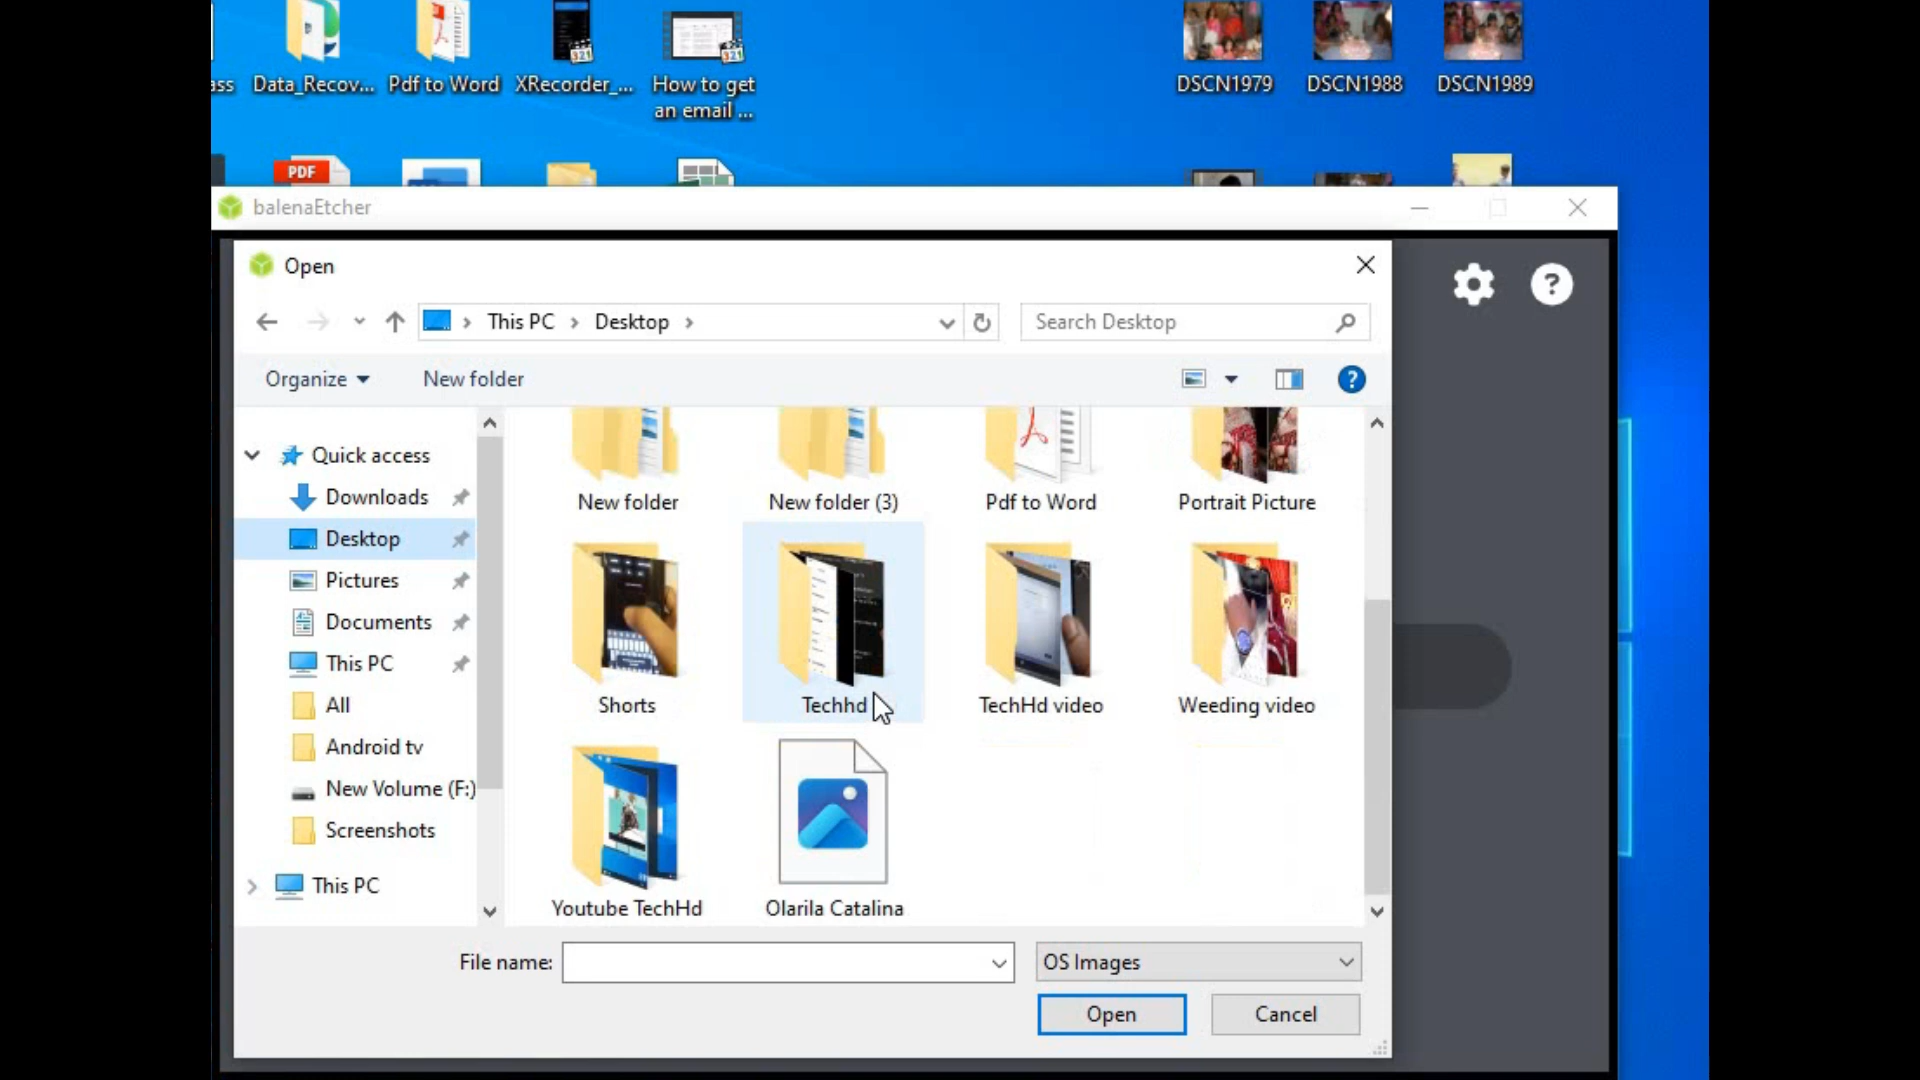 ass
Data_Recov...
Pdf to Word
XRecorder_...
How to get
an email ...
DSCN1979
DSCN1988
DSCN1989
321
321
PDF
balenaEtcher
Open
This PC
Desktop
Search Desktop
Organize
New folder
Quick access
Downloads
Desktop
Pictures
Documents
This PC
All
Android tv
New Volume (F:)
Screenshots
This PC
New folder
New folder (3)
Pdf to Word
Portrait Picture
Shorts
Techhd
TechHd video
Weeding video
Youtube TechHd
Olarila Catalina
File name:
OS Images
Open
Cancel